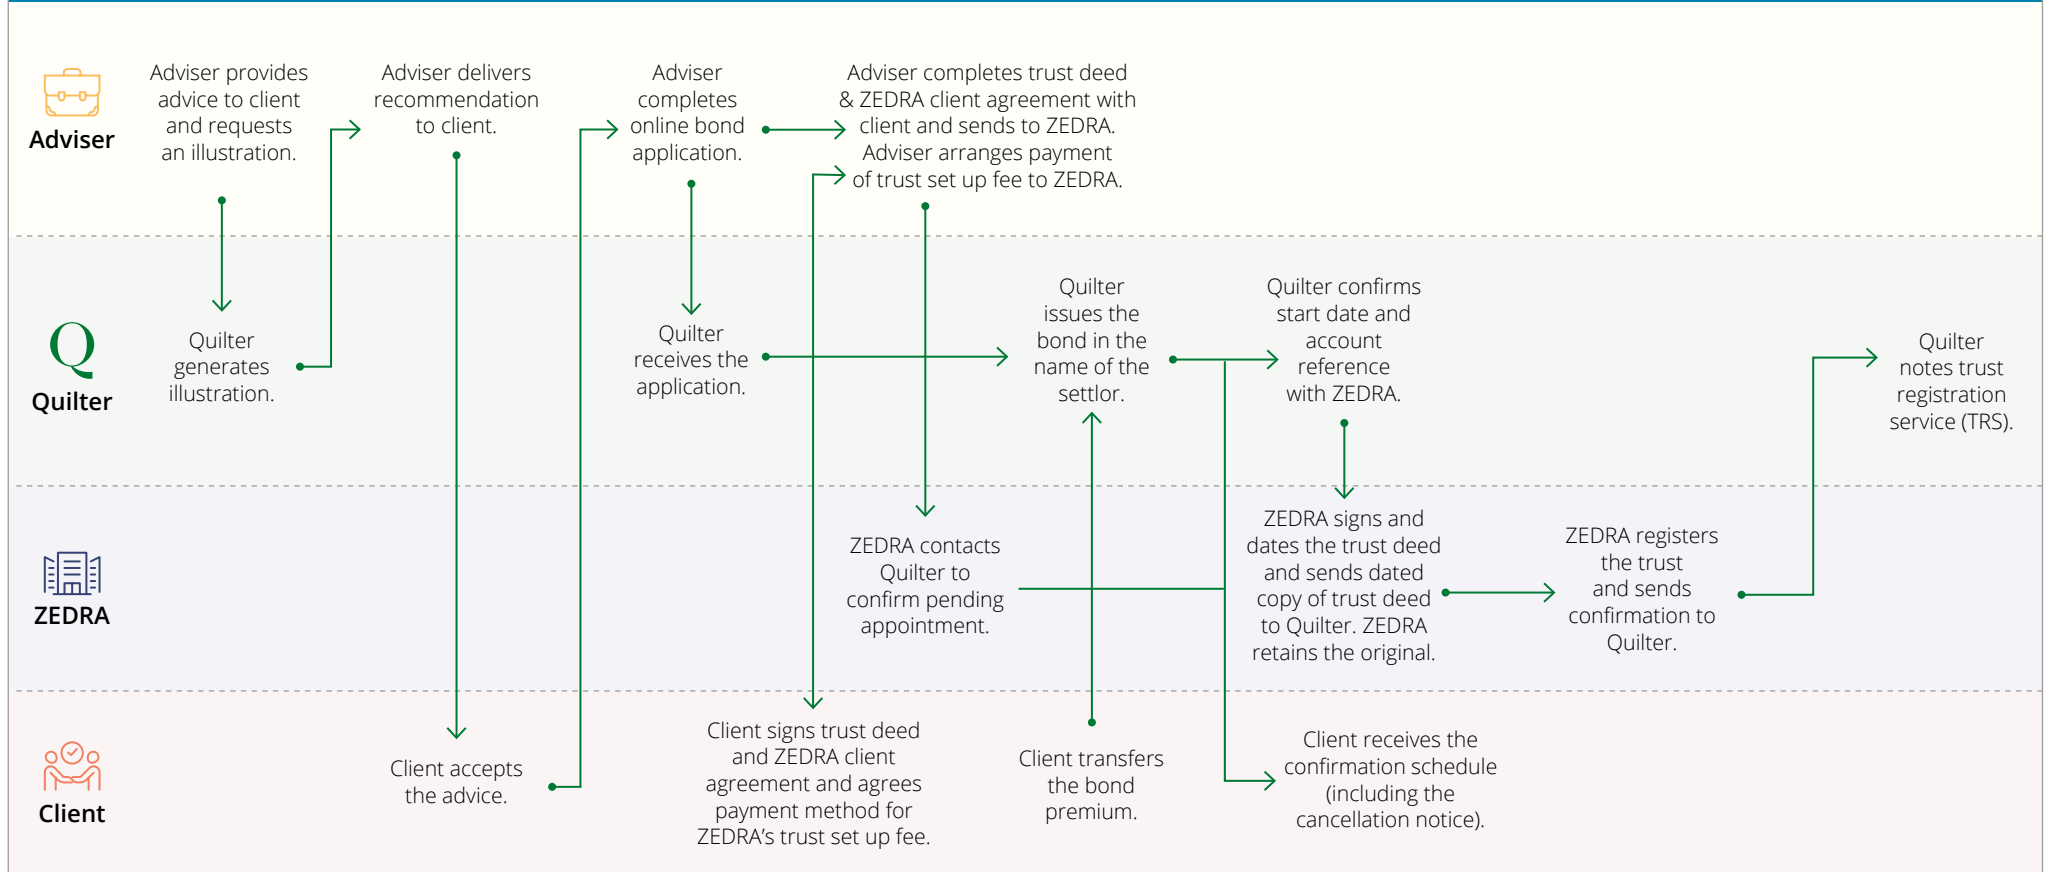 Adviser
Adviser provides
advice to client
and requests
an illustration.
Adviser delivers
recommendation
to client.
Adviser
completes
online bond
application.
Adviser completes trust deed
& ZEDRA client agreement with
client and sends to ZEDRA.
Adviser arranges payment
of trust set up fee to ZEDRA.
Q
Quilter
Quilter
generates
illustration.
Quilter
receives the
application.
Quilter
issues the
bond in the
name of the
settlor.
Quilter confirms
start date and
account
reference
with ZEDRA.
Quilter
notes trust
registration
service (TRS).
ZEDRA
ZEDRA contacts
Quilter to
confirm pending
appointment.
ZEDRA signs and
dates the trust deed
and sends dated
copy of trust deed
to Quilter. ZEDRA
retains the original.
ZEDRA registers
the trust
and sends
confirmation to
Quilter.
Client
Client accepts
the advice.
Client signs trust deed
and ZEDRA client
agreement and agrees
payment method for
ZEDRA’s trust set up fee.
Client transfers
the bond
premium.
Client receives the
confirmation schedule
(including the
cancellation notice).